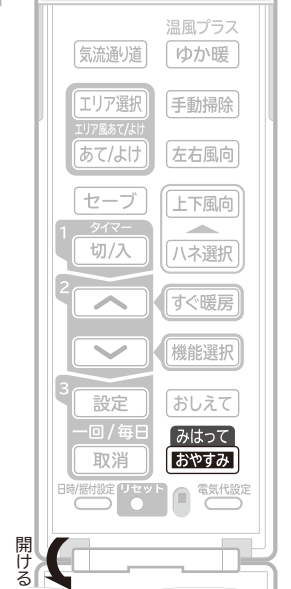 温風プラス
気流通り道
ゆか暖
エリア選択
手動掃除
エリア風あて/よけ
あて/よけ
左右風向
セーブ
上下風向
1
タイマー
切/入
ハネ選択
2
すぐ暖房
機能選択
3
設定
おしえて
一回/毎日
みはって
取消
おやすみ
日時/据付設定
リセット
電気代設定
開ける